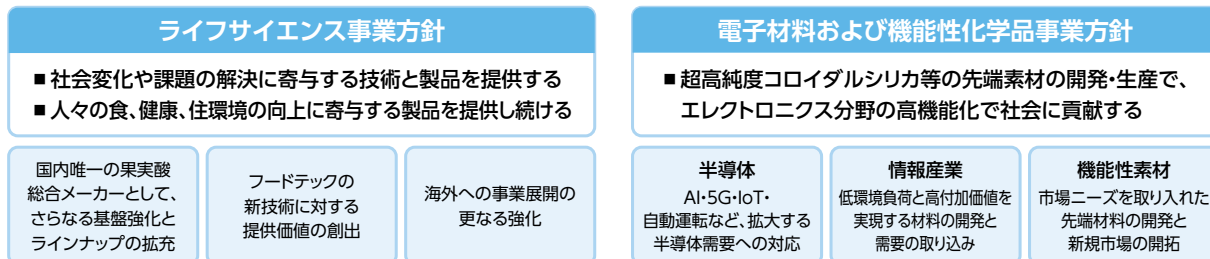 ライフサイエンス事業方針
■社会変化や課題の解決に寄与する技術と製品を提供する
■人々の食、健康、住環境の向上に寄与する製品を提供し続ける
国内唯一の果実酸
総合メーカーとして、
さらなる基盤強化と
ラインナップの拡充
フードテックの
新技術に対する
提供価値の創出
海外への事業展開の
更なる強化
電子材料および機能性化学品事業方針
■超高純度コロイダルシリカ等の先端素材の開発・生産で、
エレクトロニクス分野の高機能化で社会に貢献する
半導体
AI・5G・IoT・
自動運転など、拡大する
半導体需要への対応
情報産業
低環境負荷と高付加価値を
実現する材料の開発と
需要の取り込み
機能性素材
市場ニーズを取り入れた
先端材料の開発と
新規市場の開拓